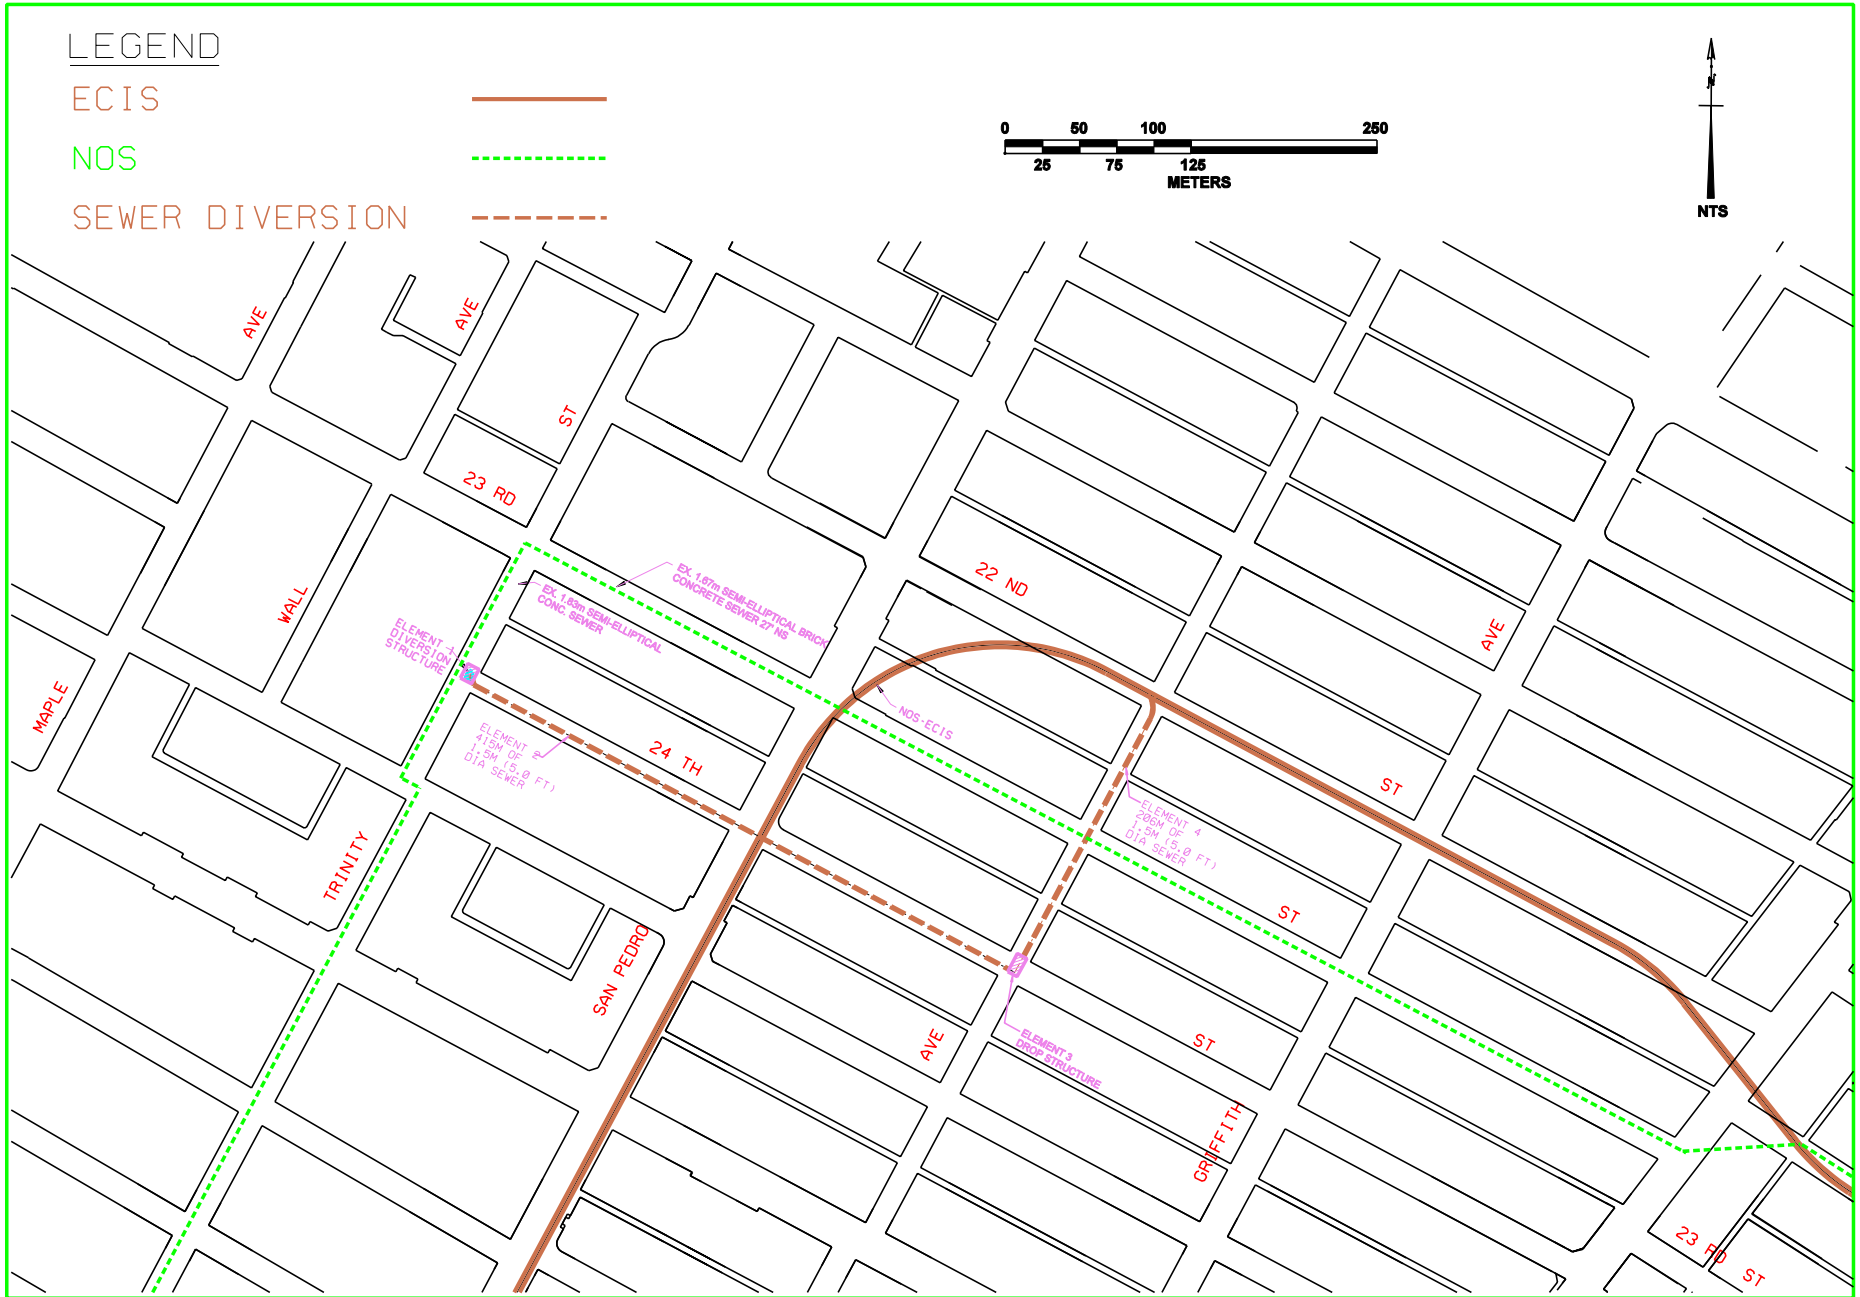 LEGEND
ECIS
NOS
SEWER DIVERSION
0 50 100 250
25 75 125
METERS
N
NTS
AVE
AVE
ST
23 RD
22 ND
EX. 1.67m SEMI-ELLIPTICAL BRICK
CONCRETE SEWER 27" NS
EX. 1.83m SEMI-ELLIPTICAL
CONC. SEWER
WALL
AVE
ELEMENT 1
DIVERSION
STRUCTURE
MAPLE
NOS-ECIS
ELEMENT 2
415M OF
1.5M (5.0 FT)
DIA SEWER
24 TH
ST
ELEMENT 4
206M OF
1.5M (5.0 FT)
DIA SEWER
TRINITY
ST
SAN PEDRO
AVE
ST
ELEMENT 3
DROP STRUCTURE
GRIFFITH
23 RD
ST